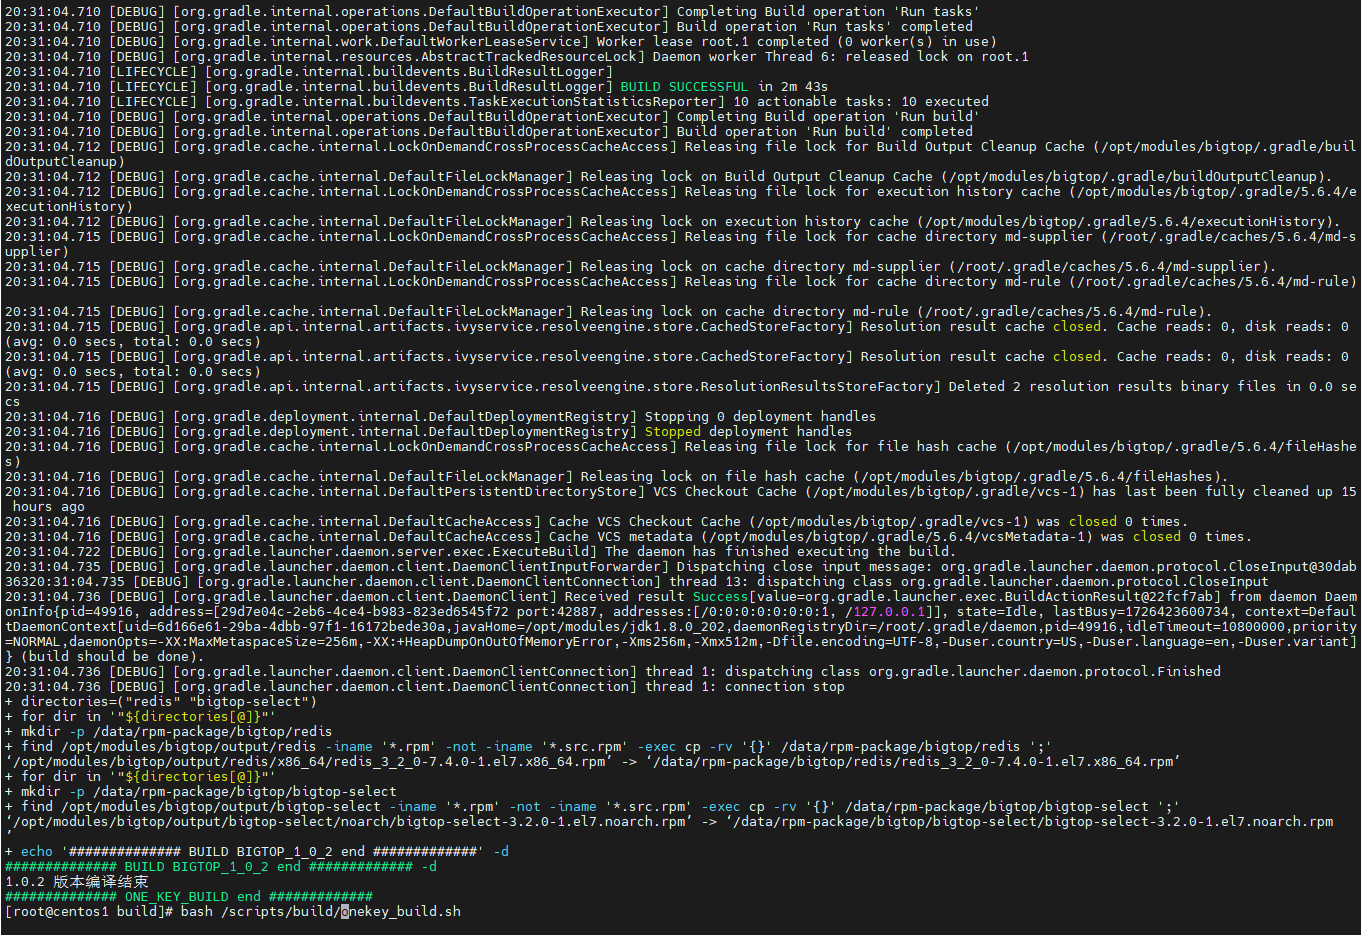 20:31:04.710 [DEBUG] [org.gradle.internal.operations.DefaultBuildOperationExecutor] Completing Build operation 'Run tasks'
20:31:04.710 [DEBUG] [org.gradle.internal.operations.DefaultBuildOperationExecutor] Build operation 'Run tasks' completed
20:31:04.710 [DEBUG] [org.gradle.internal.work.DefaultWorkerLeaseService] Worker lease root.1 completed (0 worker(s) in use)
20:31:04.710 [DEBUG] [org.gradle.internal.resources.AbstractTrackedResourceLock] Daemon worker Thread 6: released lock on root.1
20:31:04.710 [LIFECYCLE] [org.gradle.internal.buildevents.BuildResultLogger]
20:31:04.710 [LIFECYCLE] [org.gradle.internal.buildevents.BuildResultLogger] BUILD SUCCESSFUL in 2m 43s
20:31:04.710 [LIFECYCLE] [org.gradle.internal.buildevents.TaskExecutionStatisticsReporter] 10 actionable tasks: 10 executed
20:31:04.710 [DEBUG] [org.gradle.internal.operations.DefaultBuildOperationExecutor] Completing Build operation 'Run build'
20:31:04.710 [DEBUG] [org.gradle.internal.operations.DefaultBuildOperationExecutor] Build operation 'Run build' completed
20:31:04.712 [DEBUG] [org.gradle.cache.internal.LockOnDemandCrossProcessCacheAccess] Releasing file lock for Build Output Cleanup Cache (/opt/modules/bigtop/.gradle/buil
dOutputCleanup)
20:31:04.712 [DEBUG] [org.gradle.cache.internal.DefaultFileLockManager] Releasing lock on Build Output Cleanup Cache (/opt/modules/bigtop/.gradle/buildOutputCleanup).
20:31:04.712 [DEBUG] [org.gradle.cache.internal.LockOnDemandCrossProcessCacheAccess] Releasing file lock for execution history cache (/opt/modules/bigtop/.gradle/5.6.4/e
xecutionHistory)
20:31:04.712 [DEBUG] [org.gradle.cache.internal.DefaultFileLockManager] Releasing lock on execution history cache (/opt/modules/bigtop/.gradle/5.6.4/executionHistory).
20:31:04.715 [DEBUG] [org.gradle.cache.internal.LockOnDemandCrossProcessCacheAccess] Releasing file lock for cache directory md-supplier (/root/.gradle/caches/5.6.4/md-s
upplier)
20:31:04.715 [DEBUG] [org.gradle.cache.internal.DefaultFileLockManager] Releasing lock on cache directory md-supplier (/root/.gradle/caches/5.6.4/md-supplier).
20:31:04.715 [DEBUG] [org.gradle.cache.internal.LockOnDemandCrossProcessCacheAccess] Releasing file lock for cache directory md-rule (/root/.gradle/caches/5.6.4/md-rule)
20:31:04.715 [DEBUG] [org.gradle.cache.internal.DefaultFileLockManager] Releasing lock on cache directory md-rule (/root/.gradle/caches/5.6.4/md-rule).
20:31:04.715 [DEBUG] [org.gradle.api.internal.artifacts.ivyservice.resolveengine.store.CachedStoreFactory] Resolution result cache closed. Cache reads: 0, disk reads: 0
(avg: 0.0 secs, total: 0.0 secs)
20:31:04.715 [DEBUG] [org.gradle.api.internal.artifacts.ivyservice.resolveengine.store.CachedStoreFactory] Resolution result cache closed. Cache reads: 0, disk reads: 0
(avg: 0.0 secs, total: 0.0 secs)
20:31:04.715 [DEBUG] [org.gradle.api.internal.artifacts.ivyservice.resolveengine.store.ResolutionResultsStoreFactory] Deleted 2 resolution results binary files in 0.0 se
cs
20:31:04.716 [DEBUG] [org.gradle.deployment.internal.DefaultDeploymentRegistry] Stopping 0 deployment handles
20:31:04.716 [DEBUG] [org.gradle.deployment.internal.DefaultDeploymentRegistry] Stopped deployment handles
20:31:04.716 [DEBUG] [org.gradle.cache.internal.LockOnDemandCrossProcessCacheAccess] Releasing file lock for file hash cache (/opt/modules/bigtop/.gradle/5.6.4/fileHashe
s)
20:31:04.716 [DEBUG] [org.gradle.cache.internal.DefaultFileLockManager] Releasing lock on file hash cache (/opt/modules/bigtop/.gradle/5.6.4/fileHashes).
20:31:04.716 [DEBUG] [org.gradle.cache.internal.DefaultPersistentDirectoryStore] VCS Checkout Cache (/opt/modules/bigtop/.gradle/vcs-1) has last been fully cleaned up 15
 hours ago
20:31:04.716 [DEBUG] [org.gradle.cache.internal.DefaultCacheAccess] Cache VCS Checkout Cache (/opt/modules/bigtop/.gradle/vcs-1) was closed 0 times.
20:31:04.716 [DEBUG] [org.gradle.cache.internal.DefaultCacheAccess] Cache VCS metadata (/opt/modules/bigtop/.gradle/5.6.4/vcsMetadata-1) was closed 0 times.
20:31:04.722 [DEBUG] [org.gradle.launcher.daemon.server.exec.ExecuteBuild] The daemon has finished executing the build.
20:31:04.735 [DEBUG] [org.gradle.launcher.daemon.client.DaemonClientInputForwarder] Dispatching close input message: org.gradle.launcher.daemon.protocol.CloseInput@30dab
36320:31:04.735 [DEBUG] [org.gradle.launcher.daemon.client.DaemonClientConnection] thread 13: dispatching class org.gradle.launcher.daemon.protocol.CloseInput
20:31:04.736 [DEBUG] [org.gradle.launcher.daemon.client.DaemonClient] Received result Success[value=org.gradle.launcher.exec.BuildActionResult@22fcf7ab] from daemon Daem
onInfo{pid=49916, address=[29d7e04c-2eb6-4ce4-b983-823ed6545f72 port:42887, addresses:[/0:0:0:0:0:0:0:1, /127.0.0.1]], state=Idle, lastBusy=1726423600734, context=Defaul
tDaemonContext[uid=6d166e61-29ba-4dbb-97f1-16172bede30a,javaHome=/opt/modules/jdk1.8.0_202,daemonRegistryDir=/root/.gradle/daemon,pid=49916,idleTimeout=10800000,priority
=NORMAL,daemonOpts=-XX:MaxMetaspaceSize=256m,-XX:+HeapDumpOnOutOfMemoryError,-Xms256m,-Xmx512m,-Dfile.encoding=UTF-8,-Duser.country=US,-Duser.language=en,-Duser.variant]
} (build should be done).
20:31:04.736 [DEBUG] [org.gradle.launcher.daemon.client.DaemonClientConnection] thread 1: dispatching class org.gradle.launcher.daemon.protocol.Finished
20:31:04.736 [DEBUG] [org.gradle.launcher.daemon.client.DaemonClientConnection] thread 1: connection stop
+ directories=("redis" "bigtop-select")
+ for dir in '"${directories[@]}"'
+ mkdir -p /data/rpm-package/bigtop/redis
+ find /opt/modules/bigtop/output/redis -iname '*.rpm' -not -iname '*.src.rpm' -exec cp -rv '{}' /data/rpm-package/bigtop/redis ';'
‘/opt/modules/bigtop/output/redis/x86_64/redis_3_2_0-7.4.0-1.el7.x86_64.rpm’ -> ‘/data/rpm-package/bigtop/redis/redis_3_2_0-7.4.0-1.el7.x86_64.rpm’
+ for dir in '"${directories[@]}"'
+ mkdir -p /data/rpm-package/bigtop/bigtop-select
+ find /opt/modules/bigtop/output/bigtop-select -iname '*.rpm' -not -iname '*.src.rpm' -exec cp -rv '{}' /data/rpm-package/bigtop/bigtop-select ';'
‘/opt/modules/bigtop/output/bigtop-select/noarch/bigtop-select-3.2.0-1.el7.noarch.rpm’ -> ‘/data/rpm-package/bigtop/bigtop-select/bigtop-select-3.2.0-1.el7.noarch.rpm
’
+ echo '############## BUILD BIGTOP_1_0_2 end #############' -d
############## BUILD BIGTOP_1_0_2 end ############# -d
1.0.2 版本编译结束
############## ONE_KEY_BUILD end #############
[root@centos1 build]# bash /scripts/build/onekey_build.sh